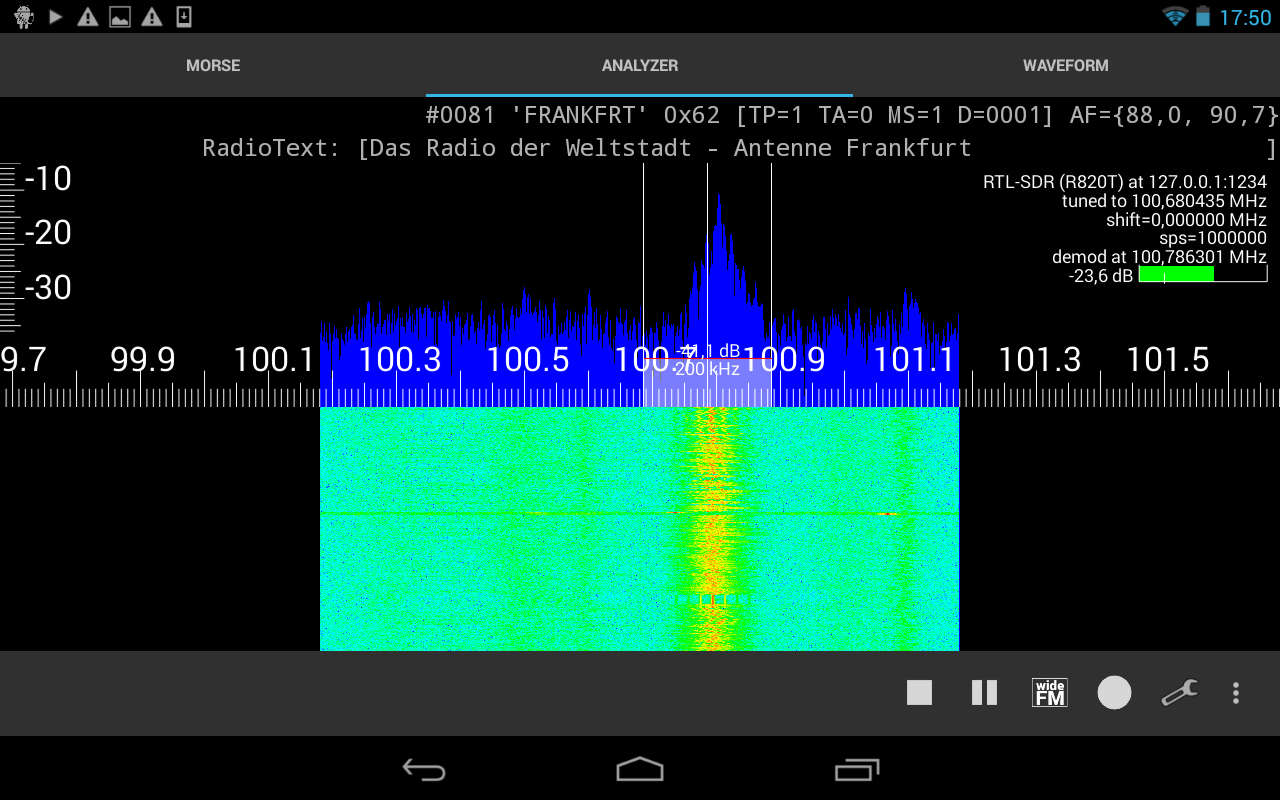 17:50
MORSE ANALYZER WAVEFORM
#0081 'FRANKFRT' 0x62 [TP=1 TA=0 MS=1 D=0001] AF={88,0, 90,7}
RadioText: [Das Radio der Weltstadt - Antenne Frankfurt ]
-10
-20
-30
RTL-SDR (R820T) at 127.0.0.1:1234
tuned to 100,680435 MHz
shift=0,000000 MHz
sps=1000000
demod at 100,786301 MHz
-23,6 dB
-41,1 dB
9.7 99.9 100.1 100.3 100.5 100.7 100.9 101.1 101.3 101.5
200 kHz
wide
FM